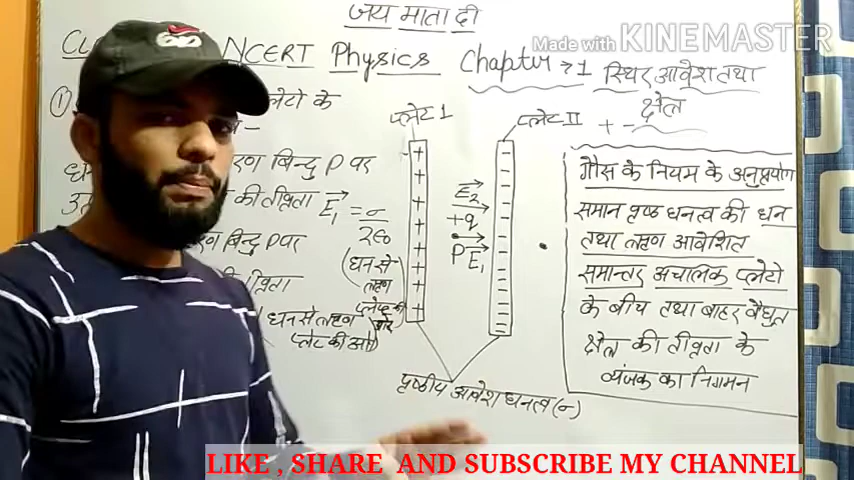 जय माता दी
Made with KINEMASTER
NCERT Physics Chapter → 1 स्थिर आवेश तथा
क्षेत्र
+ -
①
लेटो के
प्लेट I
प्लेट II
रण बिन्दु P पर
की तीव्रता E₁ = σ / 2ε₀
रण बिन्दु P पर
(धन से
ऋण
प्लेट की ओर)
धन से ऋण
प्लेट की ओर)
E₂
+q
P E₁
पृष्ठीय आवेश घनत्व (σ)
गौस के नियम के अनुप्रयोग
समान पृष्ठ घनत्व की धन
तथा ऋण आवेशित
समान्तर अचालक प्लेटो
के बीच तथा बाहर वैधुत
क्षेत्र की तीव्रता के
व्यंजक का निगमन
LIKE , SHARE AND SUBSCRIBE MY CHANNEL